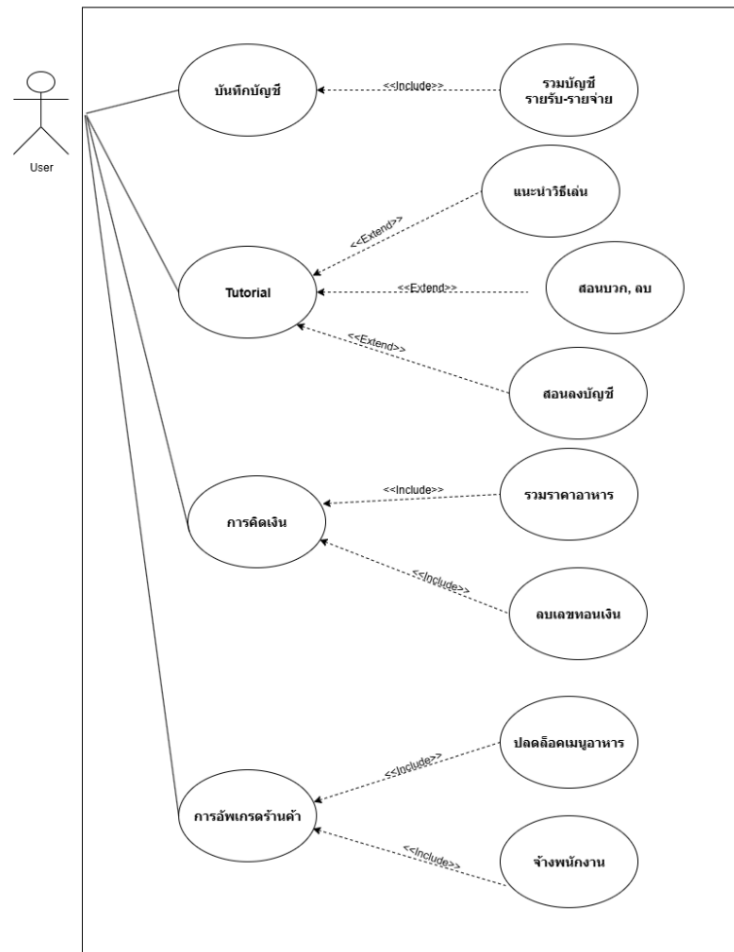 User
บันทึกบัญชี
<<Include>>
รวมบัญชี
รายรับ-รายจ่าย
แนะนำวิธีเล่น
<<Extend>>
Tutorial
<<Extend>>
สอนบวก, ลบ
<<Extend>>
สอนลงบัญชี
การคิดเงิน
<<Include>>
รวมราคาอาหาร
<<Include>>
ลบเลขทอนเงิน
ปลดล็อคเมนูอาหาร
<<Include>>
การอัพเกรดร้านค้า
<<Include>>
จ้างพนักงาน